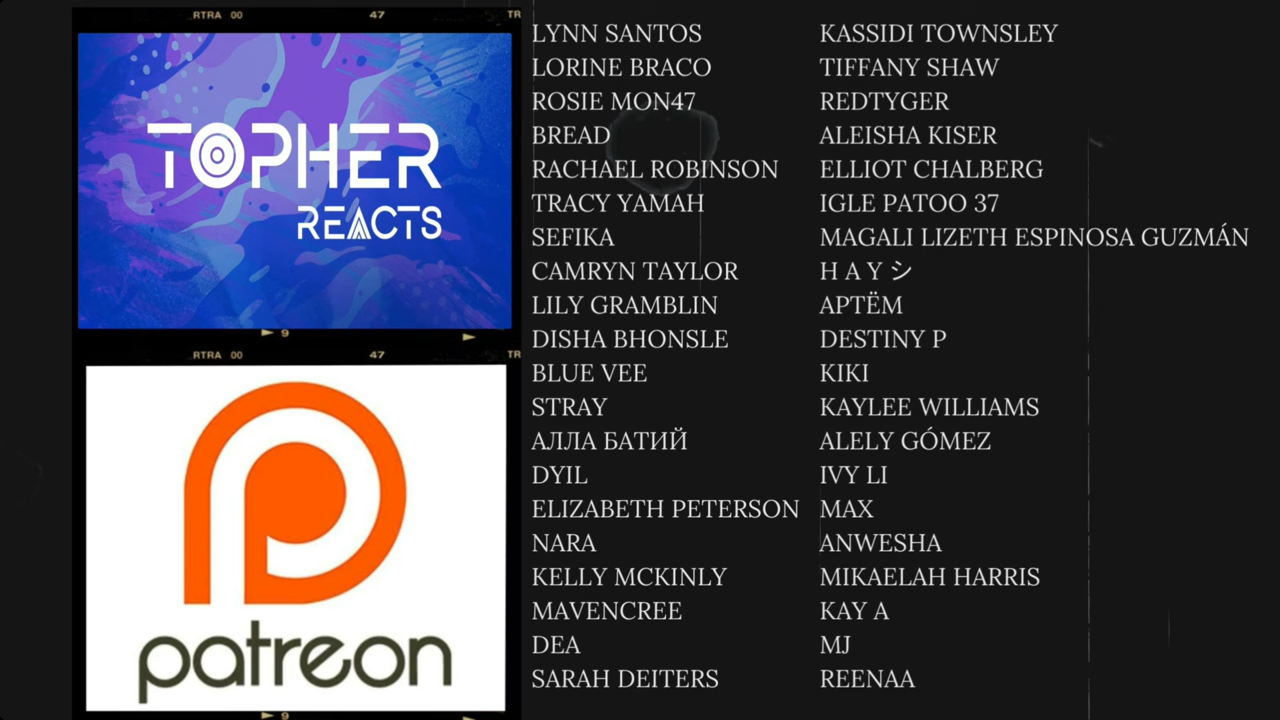 RTRA 00 47 TR
TOPHER
REACTS
9
RTRA 00 47 TR
patreon
9
LYNN SANTOS
LORINE BRACO
ROSIE MON47
BREAD
RACHAEL ROBINSON
TRACY YAMAH
SEFIKA
CAMRYN TAYLOR
LILY GRAMBLIN
DISHA BHONSLE
BLUE VEE
STRAY
АЛЛА БАТИЙ
DYIL
ELIZABETH PETERSON
NARA
KELLY MCKINLY
MAVENCREE
DEA
SARAH DEITERS
KASSIDI TOWNSLEY
TIFFANY SHAW
REDTYGER
ALEISHA KISER
ELLIOT CHALBERG
IGLE PATOO 37
MAGALI LIZETH ESPINOSA GUZMÁN
H A Y シ
АРТЁМ
DESTINY P
KIKI
KAYLEE WILLIAMS
ALELY GÓMEZ
IVY LI
MAX
ANWESHA
MIKAELAH HARRIS
KAY A
MJ
REENAA